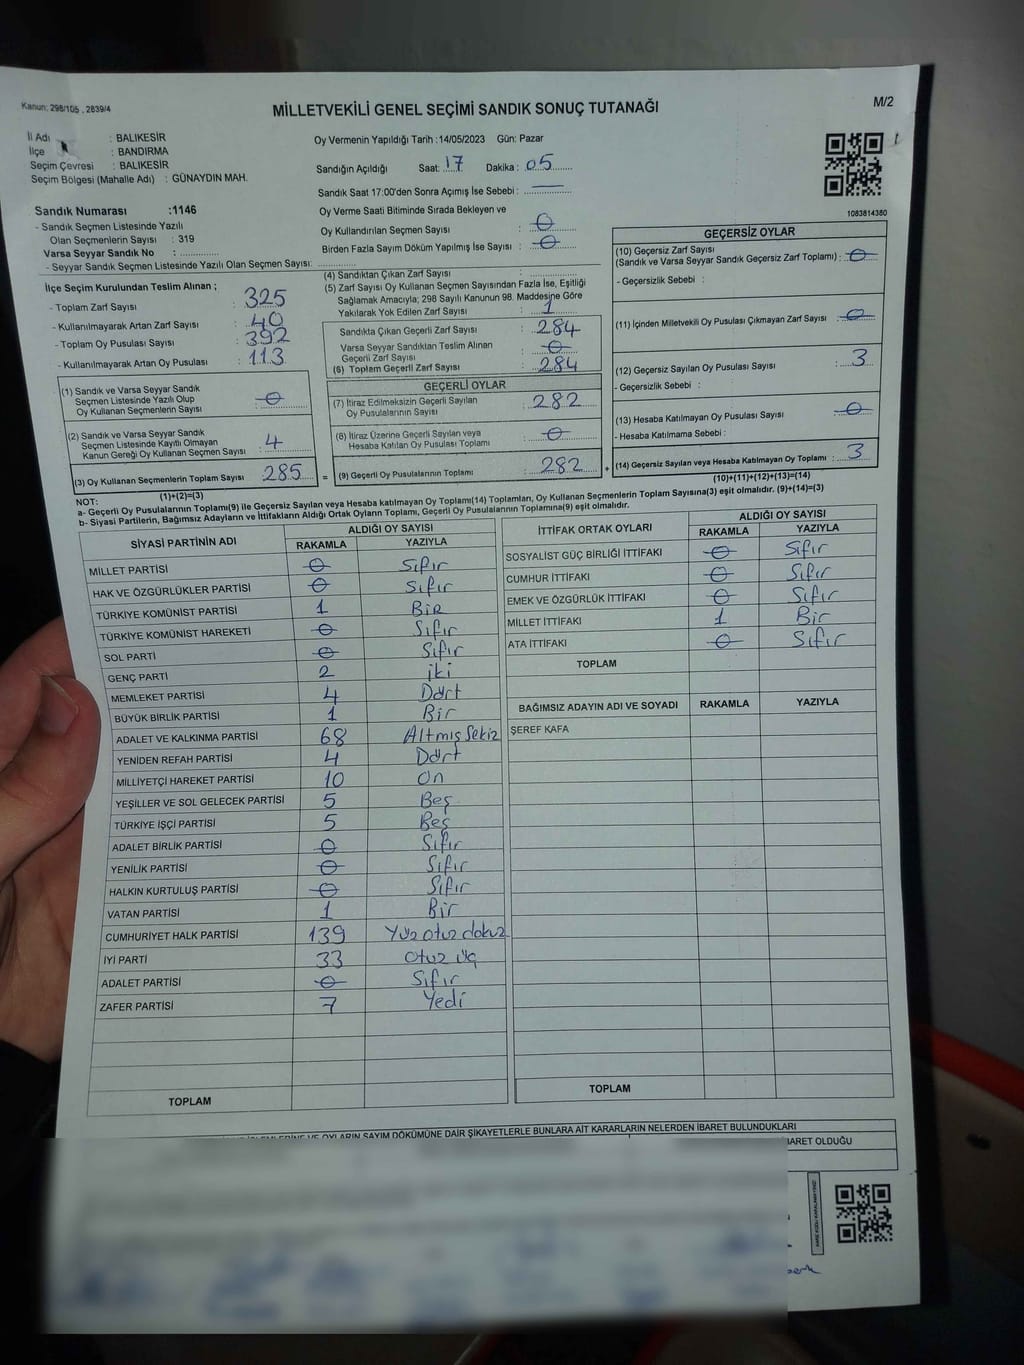 Kanun: 298/105 , 2839/4
MİLLETVEKİLİ GENEL SEÇİMİ SANDIK SONUÇ TUTANAĞI
M/2
İl Adı : BALIKESİR
İlçe : BANDIRMA
Seçim Çevresi : BALIKESİR
Seçim Bölgesi (Mahalle Adı) : GÜNAYDIN MAH.
Oy Vermenin Yapıldığı Tarih :14/05/2023 Gün: Pazar
Sandığın Açıldığı Saat: 17 Dakika : 05
Sandık Saat 17:00'den Sonra Açımış İse Sebebi : —
Oy Verme Saati Bitiminde Sırada Bekleyen ve
Oy Kullandırılan Seçmen Sayısı : 0
Birden Fazla Sayım Döküm Yapılmış İse Sayısı : 0
1083814380
Sandık Numarası :1146
- Sandık Seçmen Listesinde Yazılı
Olan Seçmenlerin Sayısı : 319
Varsa Seyyar Sandık No : ..............
- Seyyar Sandık Seçmen Listesinde Yazılı Olan Seçmen Sayısı: ..............
İlçe Seçim Kurulundan Teslim Alınan ;
- Toplam Zarf Sayısı : 325
- Kullanılmayarak Artan Zarf Sayısı : 40
- Toplam Oy Pusulası Sayısı : 392
- Kullanılmayarak Artan Oy Pusulası : 113
(1) Sandık ve Varsa Seyyar Sandık
Seçmen Listesinde Yazılı Olup
Oy Kullanan Seçmenlerin Sayısı : 0
(2) Sandık ve Varsa Seyyar Sandık
Seçmen Listesinde Kayıtlı Olmayan
Kanun Gereği Oy Kullanan Seçmen Sayısı : 4
(3) Oy Kullanan Seçmenlerin Toplam Sayısı : 285
(1)+(2)=(3)
(4) Sandıktan Çıkan Zarf Sayısı : ..............
(5) Zarf Sayısı Oy Kullanan Seçmen Sayısından Fazla İse, Eşitliği
Sağlamak Amacıyla; 298 Sayılı Kanunun 98. Maddesine Göre
Yakılarak Yok Edilen Zarf Sayısı : 1
Sandıkta Çıkan Geçerli Zarf Sayısı : 284
Varsa Seyyar Sandıktan Teslim Alınan
Geçerli Zarf Sayısı : 0
(6) Toplam Geçerli Zarf Sayısı : 284
GEÇERLİ OYLAR
(7) İtiraz Edilmeksizin Geçerli Sayılan
Oy Pusulalarının Sayısı : 282
(8) İtiraz Üzerine Geçerli Sayılan veya
Hesaba Katılan Oy Pusulası Toplamı : 0
= (9) Geçerli Oy Pusulalarının Toplamı : 282 +
GEÇERSİZ OYLAR
(10) Geçersiz Zarf Sayısı
(Sandık ve Varsa Seyyar Sandık Geçersiz Zarf Toplamı) : 0
- Geçersizlik Sebebi :
(11) İçinden Milletvekili Oy Pusulası Çıkmayan Zarf Sayısı : 0
(12) Geçersiz Sayılan Oy Pusulası Sayısı : 3
- Geçersizlik Sebebi :
(13) Hesaba Katılmayan Oy Pusulası Sayısı : 0
- Hesaba Katılmama Sebebi :
(14) Geçersiz Sayılan veya Hesaba Katılmayan Oy Toplamı : 3
(10)+(11)+(12)+(13)=(14)
NOT:
a- Geçerli Oy Pusulalarının Toplamı(9) ile Geçersiz Sayılan veya Hesaba katılmayan Oy Toplamı(14) Toplamları, Oy Kullanan Seçmenlerin Toplam Sayısına(3) eşit olmalıdır. (9)+(14)=(3)
b- Siyasi Partilerin, Bağımsız Adayların ve İttifakların Aldığı Ortak Oyların Toplamı, Geçerli Oy Pusulalarının Toplamına(9) eşit olmalıdır.
SİYASİ PARTİNİN ADI ALDIĞI OY SAYISI
RAKAMLA YAZIYLA
MİLLET PARTİSİ 0 Sıfır
HAK VE ÖZGÜRLÜKLER PARTİSİ 0 Sıfır
TÜRKİYE KOMÜNİST PARTİSİ 1 Bir
TÜRKİYE KOMÜNİST HAREKETİ 0 Sıfır
SOL PARTİ 0 Sıfır
GENÇ PARTİ 2 iki
MEMLEKET PARTİSİ 4 Dört
BÜYÜK BİRLİK PARTİSİ 1 Bir
ADALET VE KALKINMA PARTİSİ 68 Altmış Sekiz
YENİDEN REFAH PARTİSİ 4 Dört
MİLLİYETÇİ HAREKET PARTİSİ 10 On
YEŞİLLER VE SOL GELECEK PARTİSİ 5 Beş
TÜRKİYE İŞÇİ PARTİSİ 5 Beş
ADALET BİRLİK PARTİSİ 0 Sıfır
YENİLİK PARTİSİ 0 Sıfır
HALKIN KURTULUŞ PARTİSİ 0 Sıfır
VATAN PARTİSİ 1 Bir
CUMHURİYET HALK PARTİSİ 139 Yüz otuz dokuz
İYİ PARTİ 33 Otuz üç
ADALET PARTİSİ 0 Sıfır
ZAFER PARTİSİ 7 Yedi
TOPLAM
İTTİFAK ORTAK OYLARI ALDIĞI OY SAYISI
RAKAMLA YAZIYLA
SOSYALİST GÜÇ BİRLİĞİ İTTİFAKI 0 Sıfır
CUMHUR İTTİFAKI 0 Sıfır
EMEK VE ÖZGÜRLÜK İTTİFAKI 0 Sıfır
MİLLET İTTİFAKI 1 Bir
ATA İTTİFAKI 0 Sıfır
TOPLAM
BAĞIMSIZ ADAYIN ADI VE SOYADI RAKAMLA YAZIYLA
ŞEREF KAFA
TOPLAM
VE OYLARIN SAYIM DÖKÜMÜNE DAİR ŞİKAYETLERLE BUNLARA AİT KARARLARIN NELERDEN İBARET BULUNDUKLARI
OLDUĞU